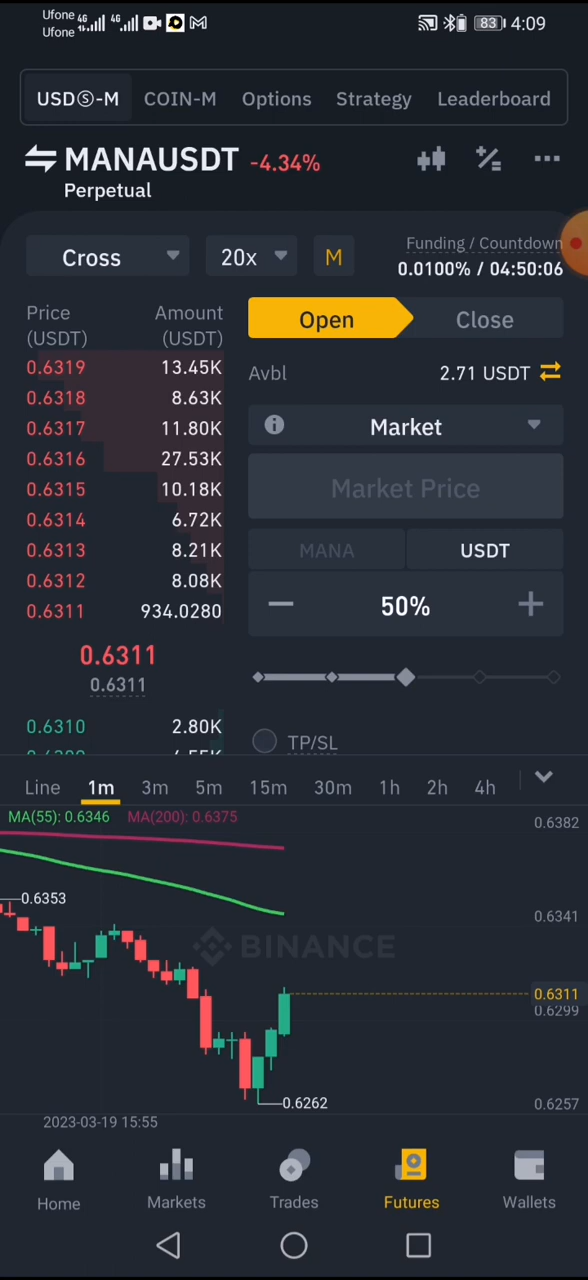 Ufone 4G 4G
Ufone
83 4:09
USDⓈ-M COIN-M Options Strategy Leaderboard
MANAUSDT -4.34%
Perpetual
Cross 20x M
Funding / Countdown
0.0100% / 04:50:06
Price Amount
(USDT) (USDT)
Open Close
0.6319 13.45K
Avbl 2.71 USDT
0.6318 8.63K
0.6317 11.80K
Market
0.6316 27.53K
0.6315 10.18K
Market Price
0.6314 6.72K
0.6313 8.21K
MANA USDT
0.6312 8.08K
0.6311 934.0280
50%
0.6311
0.6311
0.6310 2.80K
TP/SL
Line 1m 3m 5m 15m 30m 1h 2h 4h
MA(55): 0.6346 MA(200): 0.6375
0.6382
0.6353
0.6341
BINANCE
0.6311
0.6299
0.6262
0.6257
2023-03-19 15:55
Home Markets Trades Futures Wallets